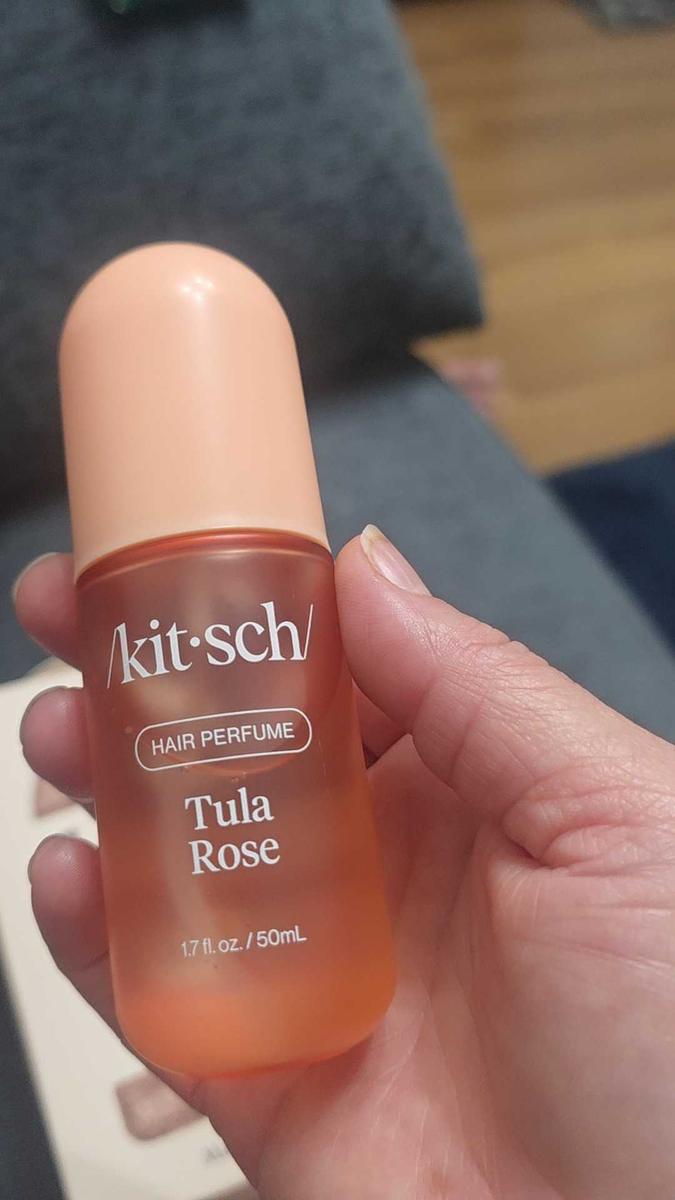 /kit·sch/
HAIR PERFUME
Tula
Rose
1.7 fl. oz. / 50mL